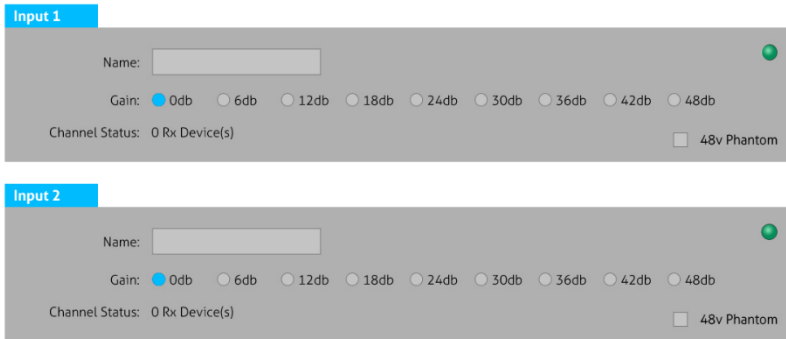 Input 1
Name:
Gain: 0db 6db 12db 18db 24db 30db 36db 42db 48db
Channel Status: 0 Rx Device(s)
48v Phantom
Input 2
Name:
Gain: 0db 6db 12db 18db 24db 30db 36db 42db 48db
Channel Status: 0 Rx Device(s)
48v Phantom